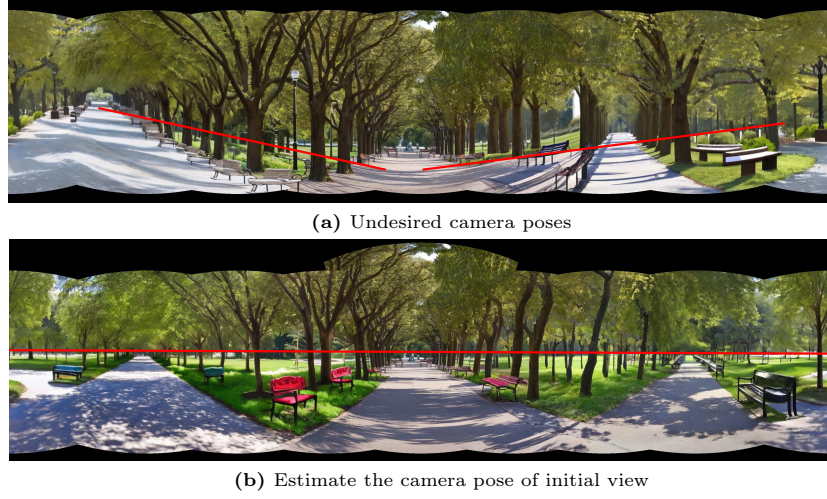 (a) Undesired camera poses
(b) Estimate the camera pose of initial view